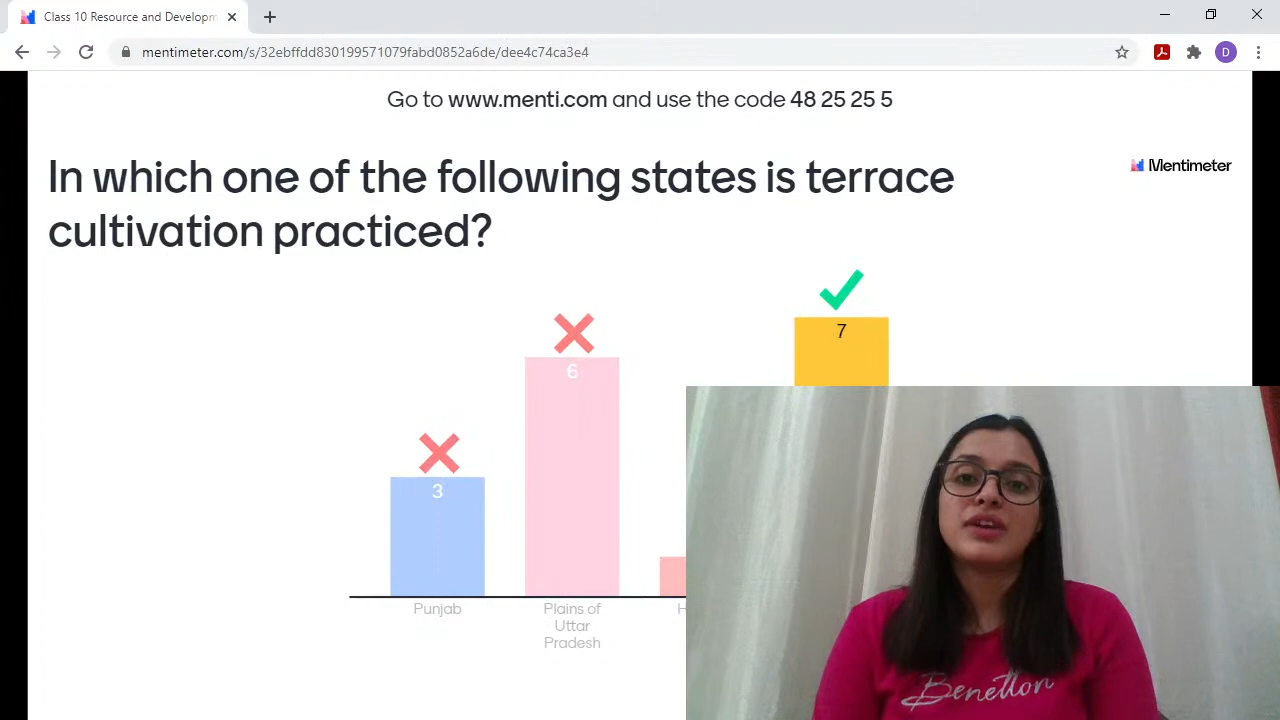 Class 10 Resource and Developm
mentimeter.com/s/32ebffdd830199571079fabd0852a6de/dee4c74ca3e4
D
Go to www.menti.com and use the code 48 25 25 5
In which one of the following states is terrace
cultivation practiced?
Mentimeter
7
6
3
Punjab
Plains of
Uttar
Pradesh
H
Benetton